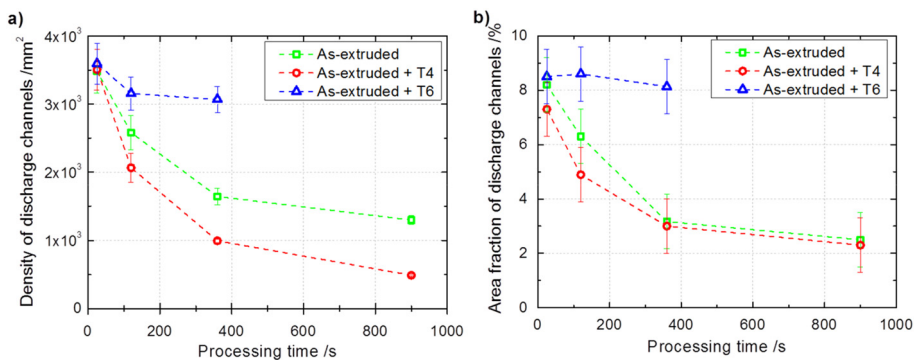 a)
Density of discharge channels /mm²
4x10³
3x10³
2x10³
1x10³
0
As-extruded
As-extruded + T4
As-extruded + T6
0 200 400 600 800 1000
Processing time /s
b)
Area fraction of discharge channels /%
10
8
6
4
2
0
As-extruded
As-extruded + T4
As-extruded + T6
0 200 400 600 800 1000
Processing time /s